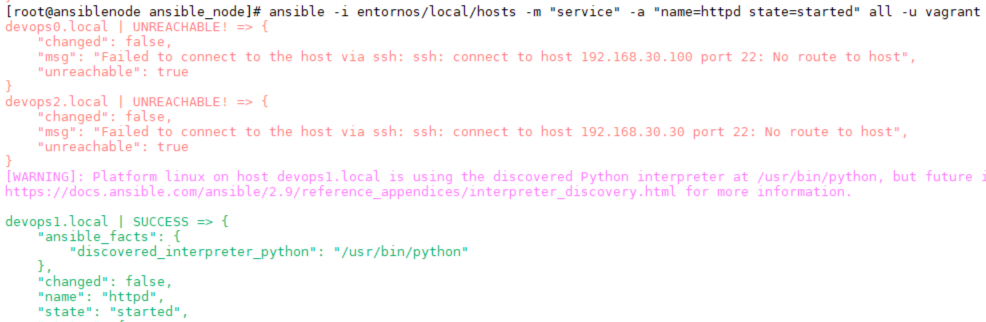 [root@ansiblenode ansible_node]# ansible -i entornos/local/hosts -m "service" -a "name=httpd state=started" all -u vagrant
devops0.local | UNREACHABLE! => {
    "changed": false,
    "msg": "Failed to connect to the host via ssh: ssh: connect to host 192.168.30.100 port 22: No route to host",
    "unreachable": true
}
devops2.local | UNREACHABLE! => {
    "changed": false,
    "msg": "Failed to connect to the host via ssh: ssh: connect to host 192.168.30.30 port 22: No route to host",
    "unreachable": true
}
[WARNING]: Platform linux on host devops1.local is using the discovered Python interpreter at /usr/bin/python, but future i
https://docs.ansible.com/ansible/2.9/reference_appendices/interpreter_discovery.html for more information.
devops1.local | SUCCESS => {
    "ansible_facts": {
        "discovered_interpreter_python": "/usr/bin/python"
    },
    "changed": false,
    "name": "httpd",
    "state": "started",